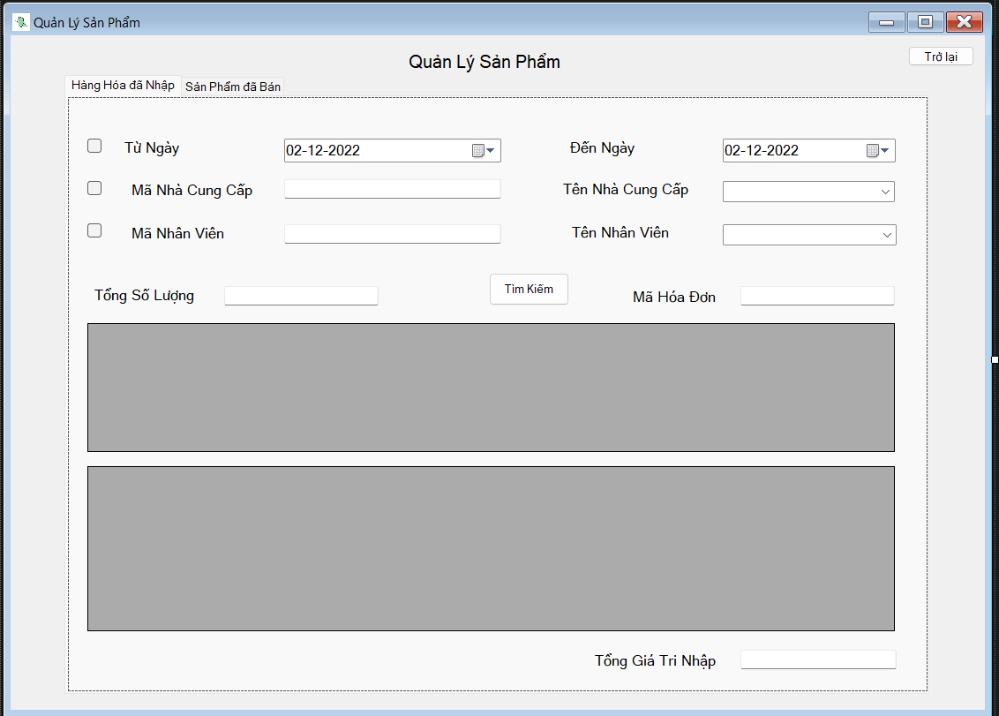 Quản Lý Sản Phẩm
Quản Lý Sản Phẩm
Trở lại
Hàng Hóa đã Nhập Sản Phẩm đã Bán
Từ Ngày 02-12-2022 Đến Ngày 02-12-2022
Mã Nhà Cung Cấp Tên Nhà Cung Cấp
Mã Nhân Viên Tên Nhân Viên
Tổng Số Lượng Tìm Kiếm Mã Hóa Đơn
Tổng Giá Tri Nhập